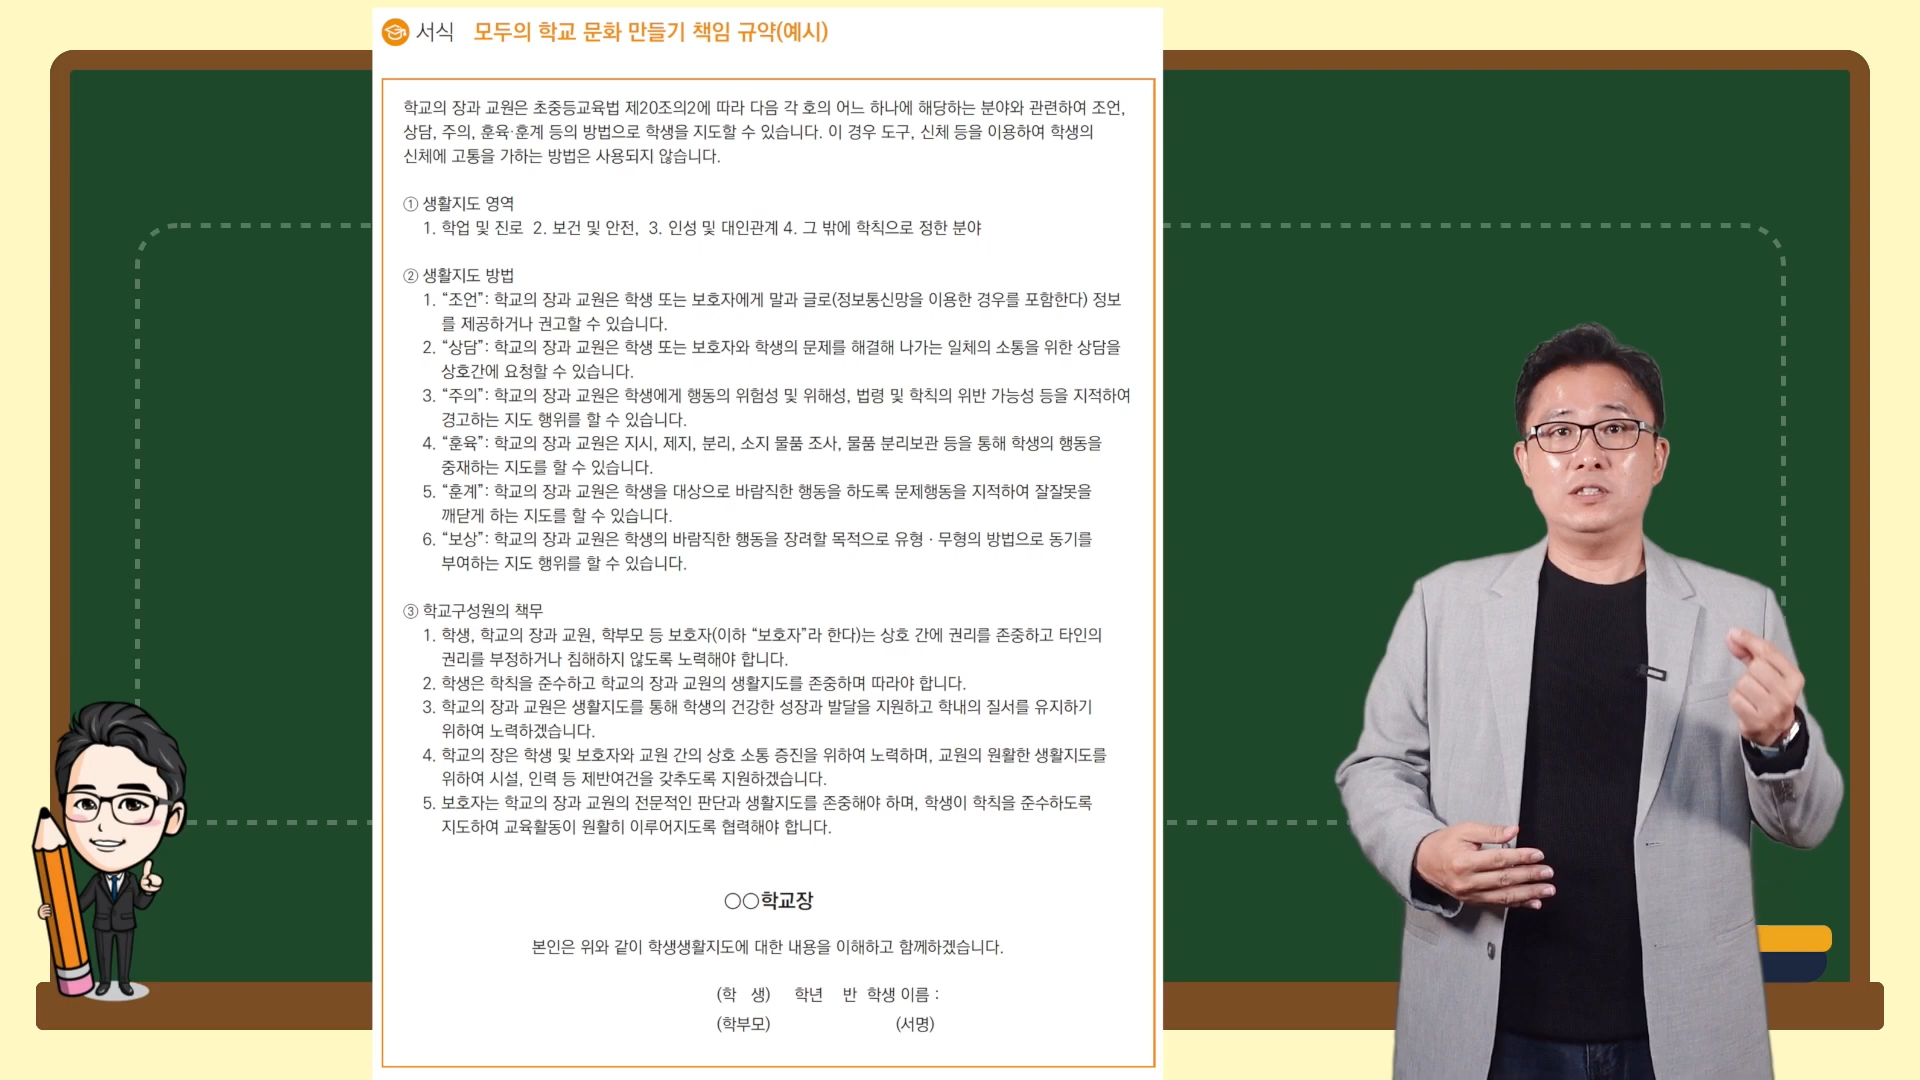 서식 모두의 학교 문화 만들기 책임 규약(예시)
학교의 장과 교원은 초중등교육법 제20조의2에 따라 다음 각 호의 어느 하나에 해당하는 분야와 관련하여 조언,
상담, 주의, 훈육·훈계 등의 방법으로 학생을 지도할 수 있습니다. 이 경우 도구, 신체 등을 이용하여 학생의
신체에 고통을 가하는 방법은 사용되지 않습니다.
① 생활지도 영역
1. 학업 및 진로 2. 보건 및 안전, 3. 인성 및 대인관계 4. 그 밖에 학칙으로 정한 분야
② 생활지도 방법
1. “조언”: 학교의 장과 교원은 학생 또는 보호자에게 말과 글로(정보통신망을 이용한 경우를 포함한다) 정보
를 제공하거나 권고할 수 있습니다.
2. “상담”: 학교의 장과 교원은 학생 또는 보호자와 학생의 문제를 해결해 나가는 일체의 소통을 위한 상담을
상호간에 요청할 수 있습니다.
3. “주의”: 학교의 장과 교원은 학생에게 행동의 위험성 및 위해성, 법령 및 학칙의 위반 가능성 등을 지적하여
경고하는 지도 행위를 할 수 있습니다.
4. “훈육”: 학교의 장과 교원은 지시, 제지, 분리, 소지 물품 조사, 물품 분리보관 등을 통해 학생의 행동을
중재하는 지도를 할 수 있습니다.
5. “훈계”: 학교의 장과 교원은 학생을 대상으로 바람직한 행동을 하도록 문제행동을 지적하여 잘잘못을
깨닫게 하는 지도를 할 수 있습니다.
6. “보상”: 학교의 장과 교원은 학생의 바람직한 행동을 장려할 목적으로 유형·무형의 방법으로 동기를
부여하는 지도 행위를 할 수 있습니다.
③ 학교구성원의 책무
1. 학생, 학교의 장과 교원, 학부모 등 보호자(이하 “보호자”라 한다)는 상호 간에 권리를 존중하고 타인의
권리를 부정하거나 침해하지 않도록 노력해야 합니다.
2. 학생은 학칙을 준수하고 학교의 장과 교원의 생활지도를 존중하며 따라야 합니다.
3. 학교의 장과 교원은 생활지도를 통해 학생의 건강한 성장과 발달을 지원하고 학내의 질서를 유지하기
위하여 노력하겠습니다.
4. 학교의 장은 학생 및 보호자와 교원 간의 상호 소통 증진을 위하여 노력하며, 교원의 원활한 생활지도를
위하여 시설, 인력 등 제반여건을 갖추도록 지원하겠습니다.
5. 보호자는 학교의 장과 교원의 전문적인 판단과 생활지도를 존중해야 하며, 학생이 학칙을 준수하도록
지도하여 교육활동이 원활히 이루어지도록 협력해야 합니다.
○○학교장
본인은 위와 같이 학생생활지도에 대한 내용을 이해하고 함께하겠습니다.
(학 생) 학년 반 학생 이름 :
(학부모) (서명)